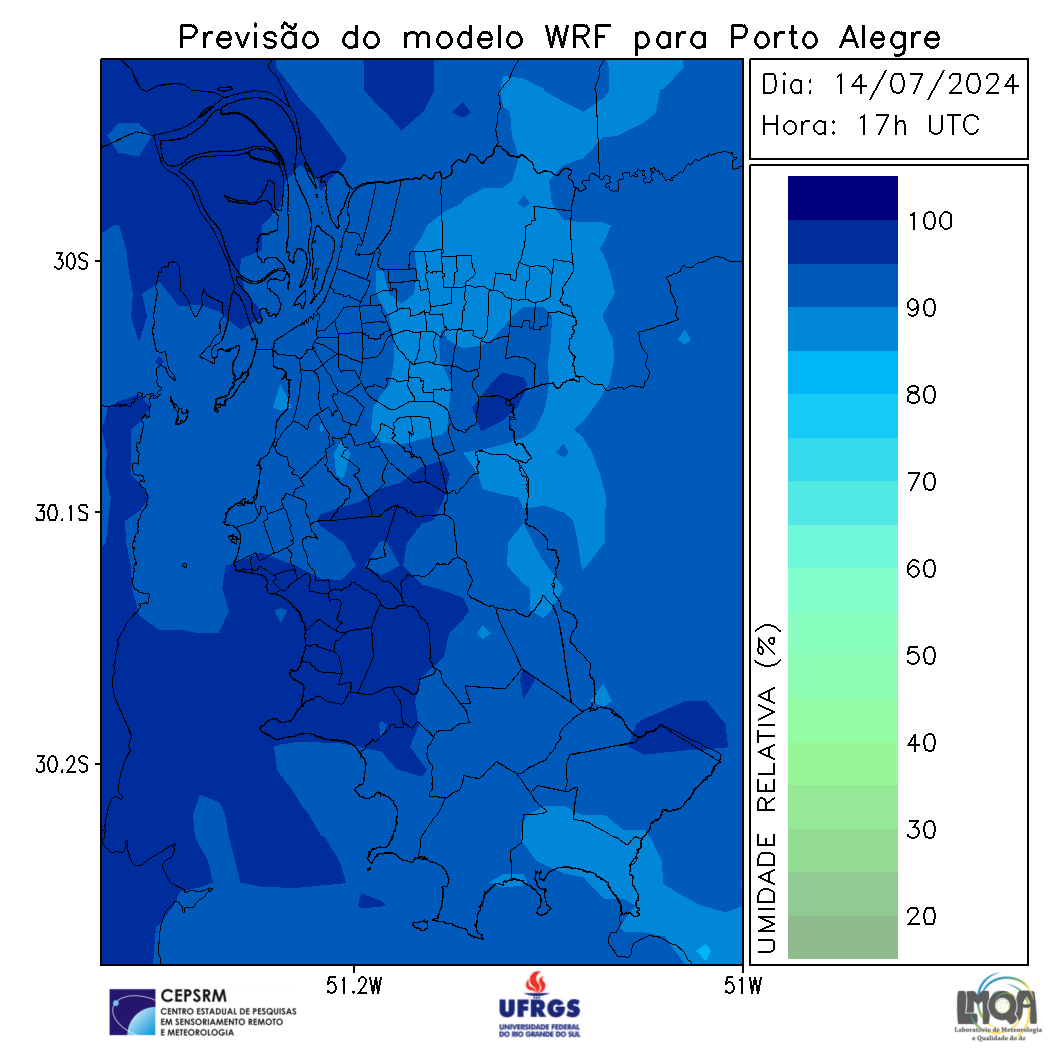 Previsão do modelo WRF para Porto Alegre
Dia: 14/07/2024
Hora: 17h UTC
30S
30.1S
30.2S
51.2W
51W
100
90
80
70
60
50
40
30
20
UMIDADE RELATIVA (%)
CEPSRM
CENTRO ESTADUAL DE PESQUISAS
EM SENSORIAMENTO REMOTO
E METEOROLOGIA
UFRGS
UNIVERSIDADE FEDERAL
DO RIO GRANDE DO SUL
LMQA
Laboratório de Meteorologia
e Qualidade do Ar